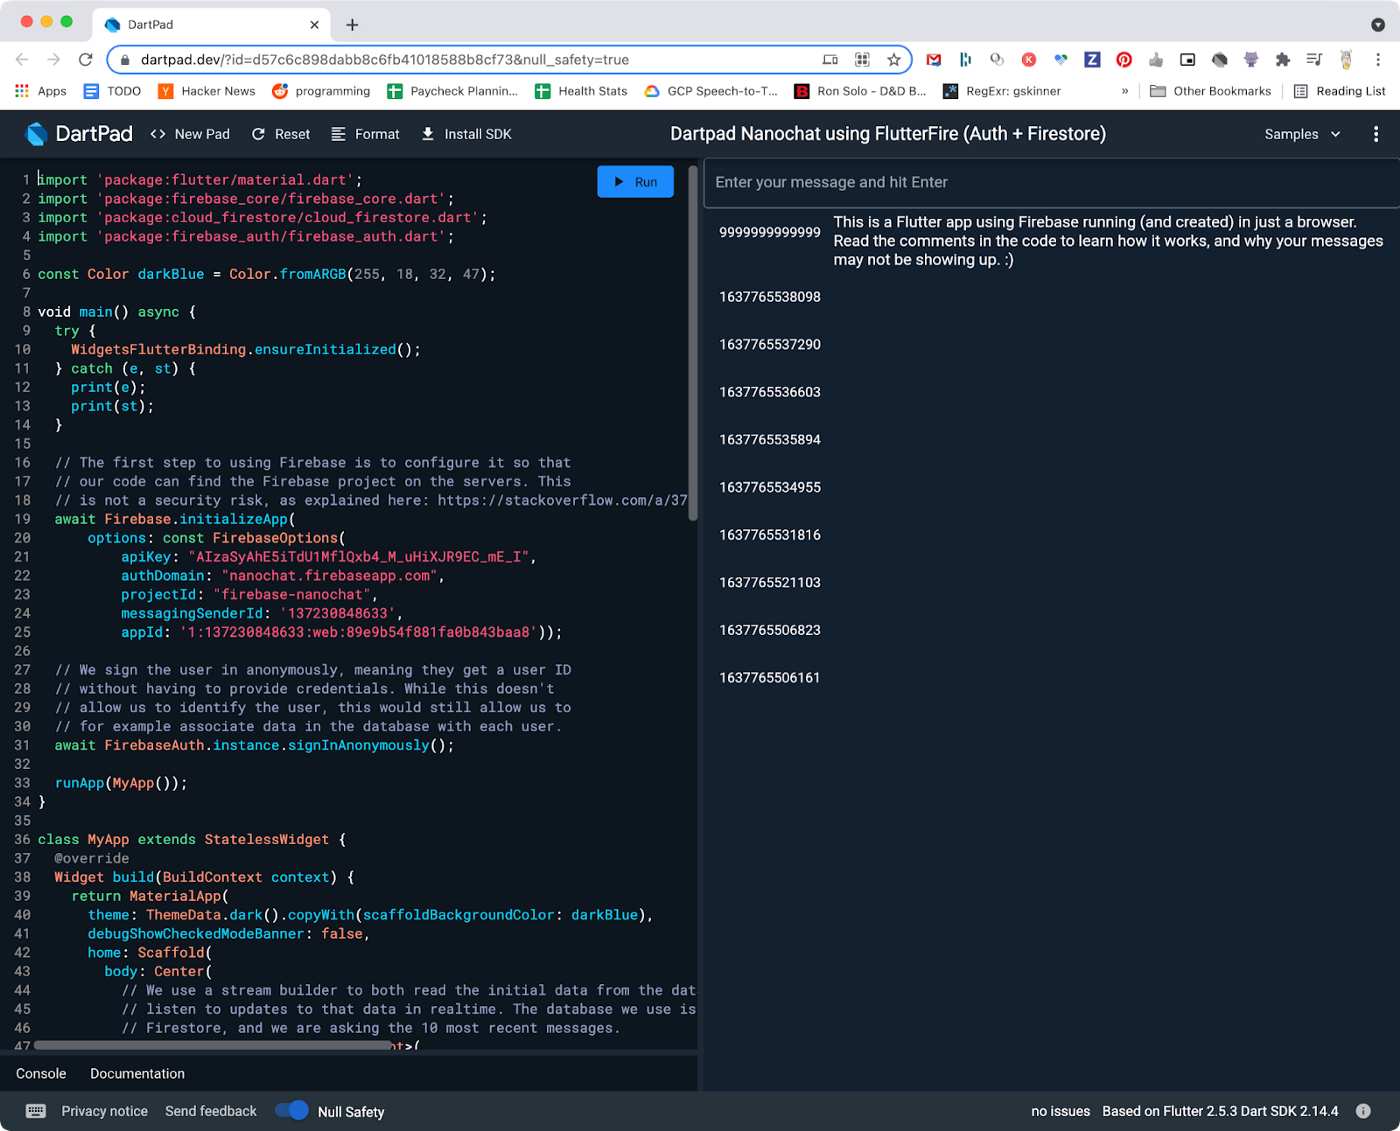 DartPad
dartpad.dev/?id=d57c6c898dabb8c6fb41018588b8cf73&null_safety=true
Apps TODO Hacker News programming Paycheck Plannin... Health Stats GCP Speech-to-T... Ron Solo - D&D B... RegExr: gskinner » Other Bookmarks Reading List
DartPad <> New Pad Reset Format Install SDK Dartpad Nanochat using FlutterFire (Auth + Firestore) Samples
Run
1 import 'package:flutter/material.dart';
2 import 'package:firebase_core/firebase_core.dart';
3 import 'package:cloud_firestore/cloud_firestore.dart';
4 import 'package:firebase_auth/firebase_auth.dart';
5
6 const Color darkBlue = Color.fromARGB(255, 18, 32, 47);
7
8 void main() async {
9 try {
10 WidgetsFlutterBinding.ensureInitialized();
11 } catch (e, st) {
12 print(e);
13 print(st);
14 }
15
16 // The first step to using Firebase is to configure it so that
17 // our code can find the Firebase project on the servers. This
18 // is not a security risk, as explained here: https://stackoverflow.com/a/37
19 await Firebase.initializeApp(
20 options: const FirebaseOptions(
21 apiKey: "AIzaSyAhE5iTdU1MflQxb4_M_uHiXJR9EC_mE_I",
22 authDomain: "nanochat.firebaseapp.com",
23 projectId: "firebase-nanochat",
24 messagingSenderId: '137230848633',
25 appId: '1:137230848633:web:89e9b54f881fa0b843baa8'));
26
27 // We sign the user in anonymously, meaning they get a user ID
28 // without having to provide credentials. While this doesn't
29 // allow us to identify the user, this would still allow us to
30 // for example associate data in the database with each user.
31 await FirebaseAuth.instance.signInAnonymously();
32
33 runApp(MyApp());
34 }
35
36 class MyApp extends StatelessWidget {
37 @override
38 Widget build(BuildContext context) {
39 return MaterialApp(
40 theme: ThemeData.dark().copyWith(scaffoldBackgroundColor: darkBlue),
41 debugShowCheckedModeBanner: false,
42 home: Scaffold(
43 body: Center(
44 // We use a stream builder to both read the initial data from the dat
45 // listen to updates to that data in realtime. The database we use is
46 // Firestore, and we are asking the 10 most recent messages.
47
Enter your message and hit Enter
9999999999999 This is a Flutter app using Firebase running (and created) in just a browser.
Read the comments in the code to learn how it works, and why your messages
may not be showing up. :)
1637765538098
1637765537290
1637765536603
1637765535894
1637765534955
1637765531816
1637765521103
1637765506823
1637765506161
Console Documentation
Privacy notice Send feedback Null Safety no issues Based on Flutter 2.5.3 Dart SDK 2.14.4